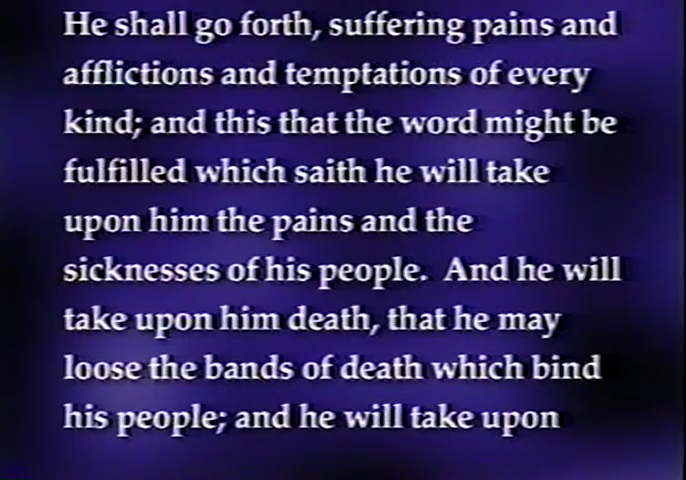 He shall go forth, suffering pains and
afflictions and temptations of every
kind; and this that the word might be
fulfilled which saith he will take
upon him the pains and the
sicknesses of his people.  And he will
take upon him death, that he may
loose the bands of death which bind
his people; and he will take upon